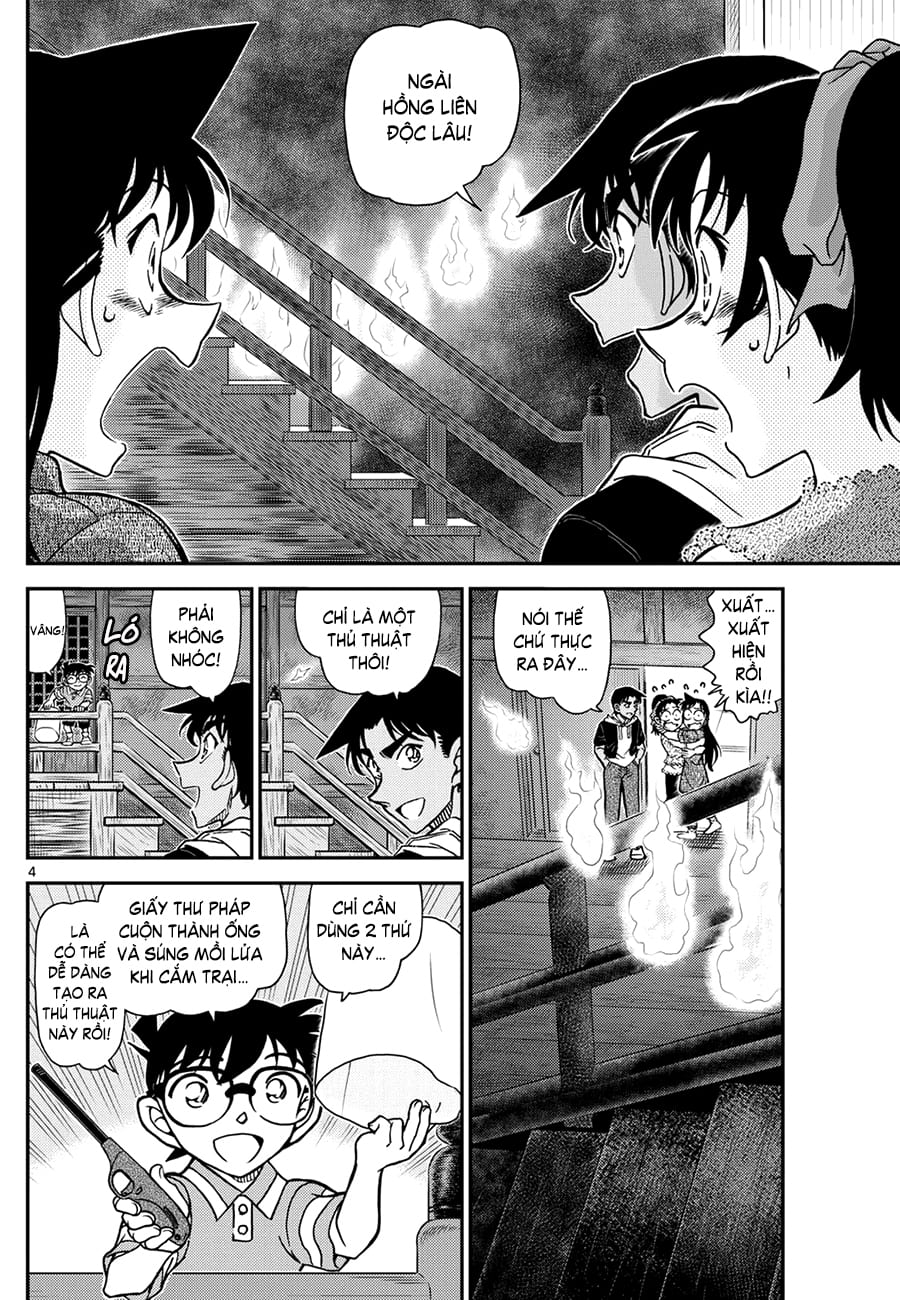 NGÀI
HỒNG LIÊN
ĐỘC LÂU!
XUẤT...
XUẤT
HIỆN
RỒI
KÌA!!
NÓI THẾ
CHỨ THỰC
RA ĐÂY...
CHỈ LÀ MỘT
THỦ THUẬT
THÔI!
PHẢI
KHÔNG
NHÓC!
LÓ
RA
VÂNG!
4
CHỈ CẦN
DÙNG 2 THỨ
NÀY...
GIẤY THƯ PHÁP
CUỘN THÀNH ỐNG
VÀ SÚNG MỒI LỬA
KHI CẮM TRẠI...
LÀ
CÓ THỂ
DỄ DÀNG
TẠO RA
THỦ THUẬT
NÀY RỒI!